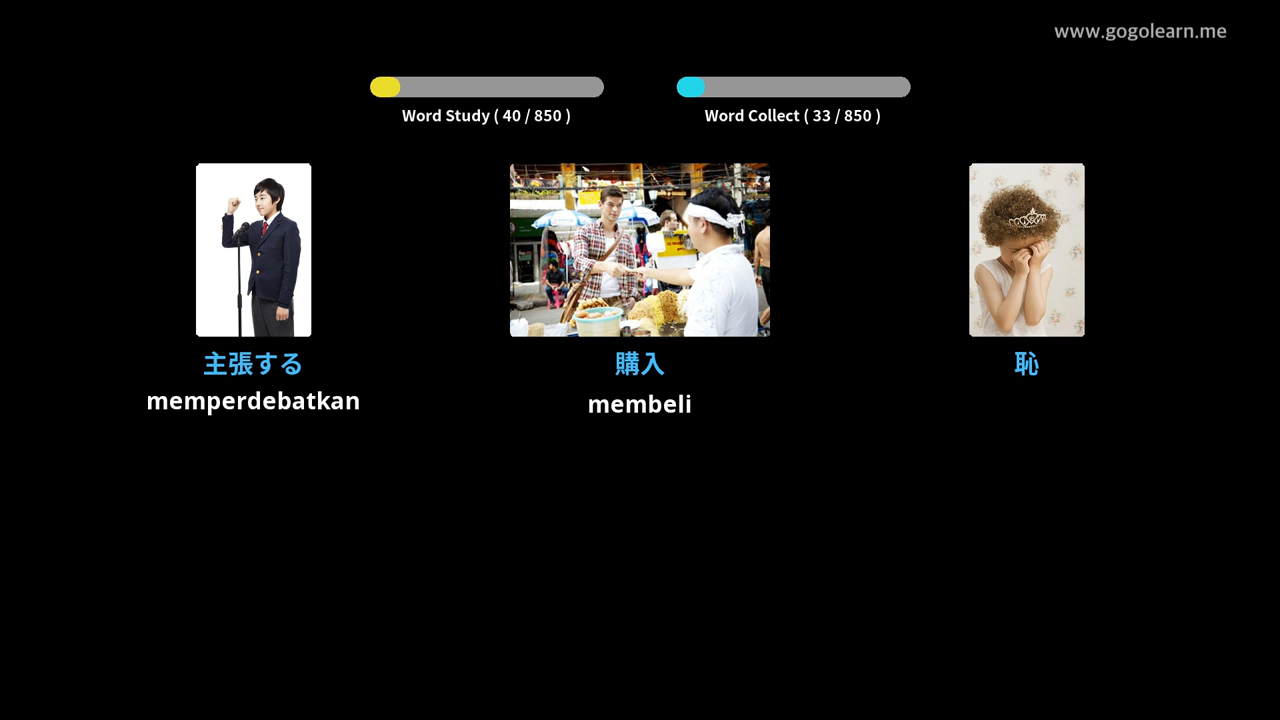 www.gogolearn.me
Word Study ( 40 / 850 )
Word Collect ( 33 / 850 )
主張する
購入
恥
memperdebatkan
membeli